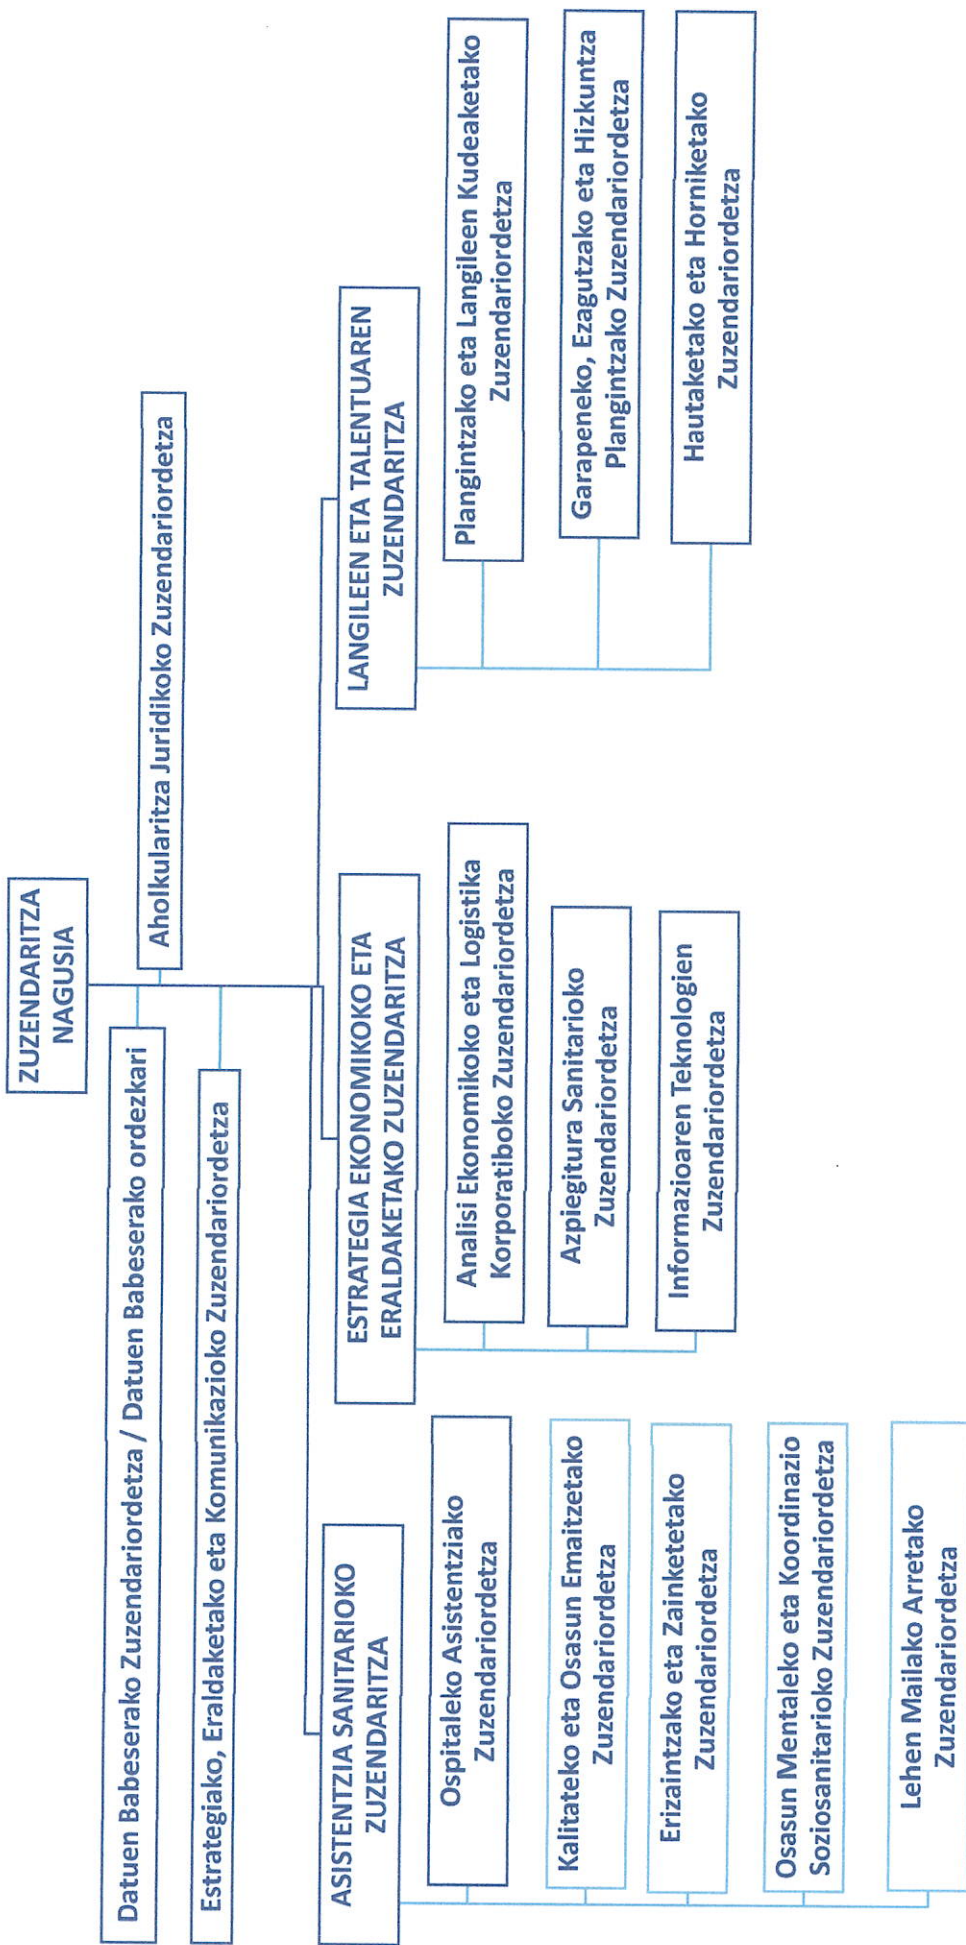 ZUZENDARITZA
NAGUSIA
Datuen Babeserako Zuzendariordetza / Datuen Babeserako ordezkari
Aholkularitza Juridikoko Zuzendariordetza
Estrategiako, Eraldaketako eta Komunikazioko Zuzendariordetza
ASISTENTZIA SANITARIOKO
ZUZENDARITZA
Ospitaleko Asistentziako
Zuzendariordetza
Kalitateko eta Osasun Emaitzetako
Zuzendariordetza
Erizaintzako eta Zainketetako
Zuzendariordetza
Osasun Mentaleko eta Koordinazio
Soziosanitarioko Zuzendariordetza
Lehen Mailako Arretako
Zuzendariordetza
ESTRATEGIA EKONOMIKOKO ETA
ERALDAKETAKO ZUZENDARITZA
Analisi Ekonomikoko eta Logistika
Korporatiboko Zuzendariordetza
Azpiegitura Sanitarioko
Zuzendariordetza
Informazioaren Teknologien
Zuzendariordetza
LANGILEEN ETA TALENTUAREN
ZUZENDARITZA
Plangintzako eta Langileen Kudeaketako
Zuzendariordetza
Garapeneko, Ezagutzako eta Hizkuntza
Plangintzako Zuzendariordetza
Hautaketako eta Horniketako
Zuzendariordetza